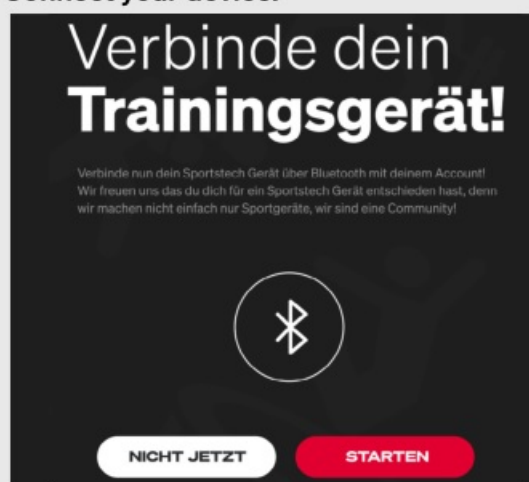 Verbinde dein
Trainingsgerät!
Verbinde nun dein Sportstech Gerät über Bluetooth mit deinem Account!
Wir freuen uns das du dich für ein Sportstech Gerät entschieden hast, denn
wir machen nicht einfach nur Sportgeräte, wir sind eine Community!
NICHT JETZT
STARTEN